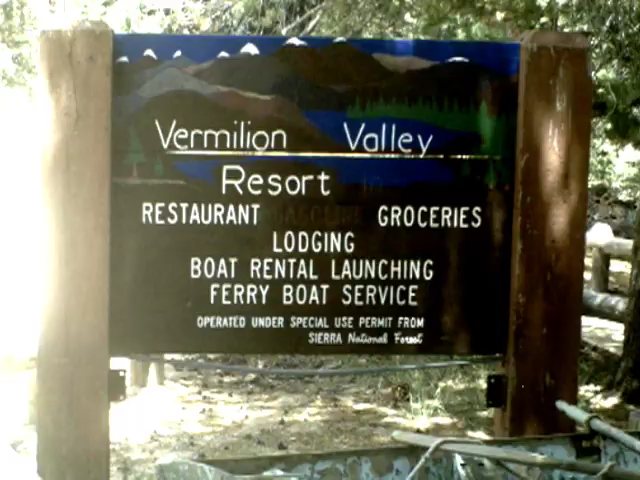 Vermilion Valley
Resort
RESTAURANT GROCERIES
LODGING
BOAT RENTAL LAUNCHING
FERRY BOAT SERVICE
OPERATED UNDER SPECIAL USE PERMIT FROM
SIERRA National Forest